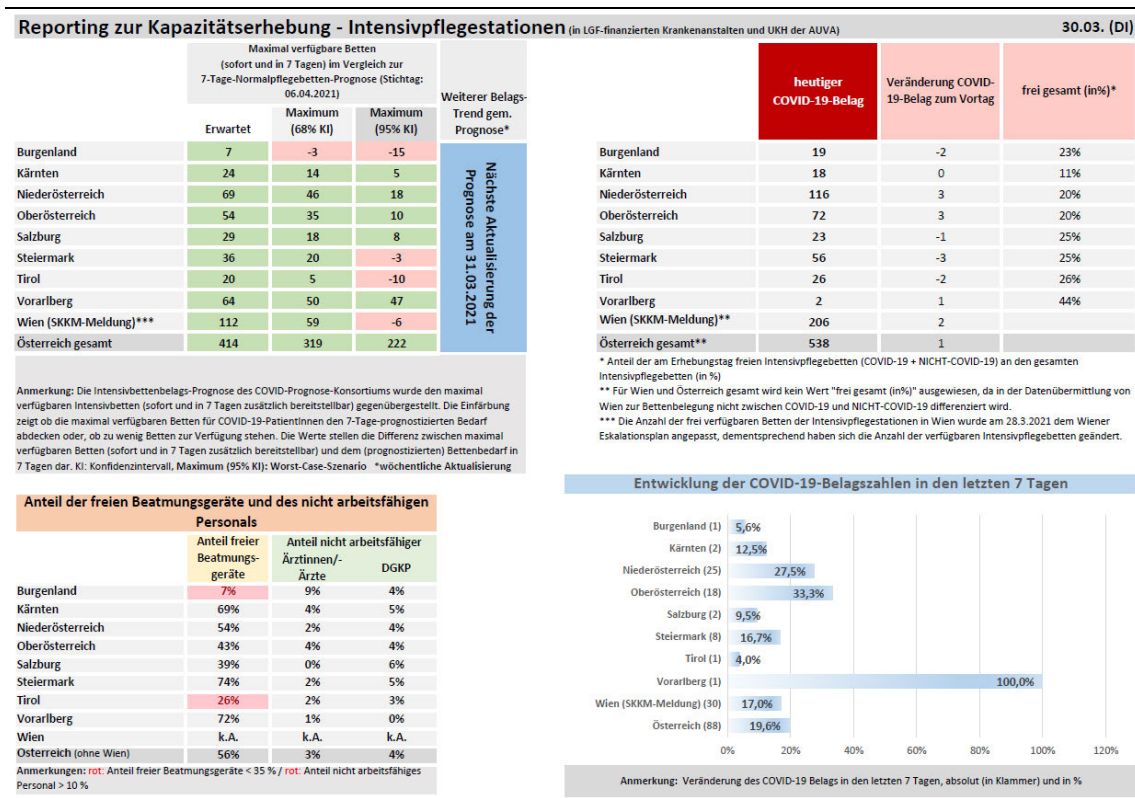 Reporting zur Kapazitätserhebung - Intensivpflegestationen (in LGF-finanzierten Krankenanstalten und UKH der AUVA) 30.03. (DI)
Maximal verfügbare Betten
(sofort und in 7 Tagen) im Vergleich zur
7-Tage-Normalpflegebetten-Prognose (Stichtag:
06.04.2021)
Weiterer Belags-
Trend gem.
Prognose*
Erwartet Maximum (68% KI) Maximum (95% KI)
Burgenland 7 -3 -15
Kärnten 24 14 5
Niederösterreich 69 46 18
Oberösterreich 54 35 10
Salzburg 29 18 8
Steiermark 36 20 -3
Tirol 20 5 -10
Vorarlberg 64 50 47
Wien (SKKM-Meldung)*** 112 59 -6
Österreich gesamt 414 319 222
Nächste Aktualisierung der
Prognose am 31.03.2021
Anmerkung: Die Intensivbettenbelags-Prognose des COVID-Prognose-Konsortiums wurde den maximal
verfügbaren Intensivbetten (sofort und in 7 Tagen zusätzlich bereitstellbar) gegenübergestellt. Die Einfärbung
zeigt ob die maximal verfügbaren Betten für COVID-19-PatientInnen den 7-Tage-prognostizierten Bedarf
abdecken oder, ob zu wenig Betten zur Verfügung stehen. Die Werte stellen die Differenz zwischen maximal
verfügbaren Betten (sofort und in 7 Tagen zusätzlich bereitstellbar) und dem (prognostizierten) Bettenbedarf in
7 Tagen dar. KI: Konfidenzintervall, Maximum (95% KI): Worst-Case-Szenario *wöchentliche Aktualisierung
heutiger
COVID-19-Belag
Veränderung COVID-
19-Belag zum Vortag
frei gesamt (in%)*
Burgenland 19 -2 23%
Kärnten 18 0 11%
Niederösterreich 116 3 20%
Oberösterreich 72 3 20%
Salzburg 23 -1 25%
Steiermark 56 -3 25%
Tirol 26 -2 26%
Vorarlberg 2 1 44%
Wien (SKKM-Meldung)** 206 2
Österreich gesamt** 538 1
* Anteil der am Erhebungstag freien Intensivpflegebetten (COVID-19 + NICHT-COVID-19) an den gesamten
Intensivpflegebetten (in %)
** Für Wien und Österreich gesamt wird kein Wert "frei gesamt (in%)" ausgewiesen, da in der Datenübermittlung von
Wien zur Bettenbelegung nicht zwischen COVID-19 und NICHT-COVID-19 differenziert wird.
*** Die Anzahl der frei verfügbaren Betten der Intensivpflegestationen in Wien wurde am 28.3.2021 dem Wiener
Eskalationsplan angepasst, dementsprechend haben sich die Anzahl der verfügbaren Intensivpflegebetten geändert.
Anteil der freien Beatmungsgeräte und des nicht arbeitsfähigen
Personals
Anteil freier
Beatmungs-
geräte
Anteil nicht arbeitsfähiger
Ärztinnen/-
Ärzte
DGKP
Burgenland 7% 9% 4%
Kärnten 69% 4% 5%
Niederösterreich 54% 2% 4%
Oberösterreich 43% 4% 4%
Salzburg 39% 0% 6%
Steiermark 74% 2% 5%
Tirol 26% 2% 3%
Vorarlberg 72% 1% 0%
Wien k.A. k.A. k.A.
Österreich (ohne Wien) 56% 3% 4%
Anmerkungen: rot: Anteil freier Beatmungsgeräte < 35 % / rot: Anteil nicht arbeitsfähiges
Personal > 10 %
Entwicklung der COVID-19-Belagszahlen in den letzten 7 Tagen
Burgenland (1) 5,6%
Kärnten (2) 12,5%
Niederösterreich (25) 27,5%
Oberösterreich (18) 33,3%
Salzburg (2) 9,5%
Steiermark (8) 16,7%
Tirol (1) 4,0%
Vorarlberg (1) 100,0%
Wien (SKKM-Meldung) (30) 17,0%
Österreich (88) 19,6%
0% 20% 40% 60% 80% 100% 120%
Anmerkung: Veränderung des COVID-19 Belags in den letzten 7 Tagen, absolut (in Klammer) und in %